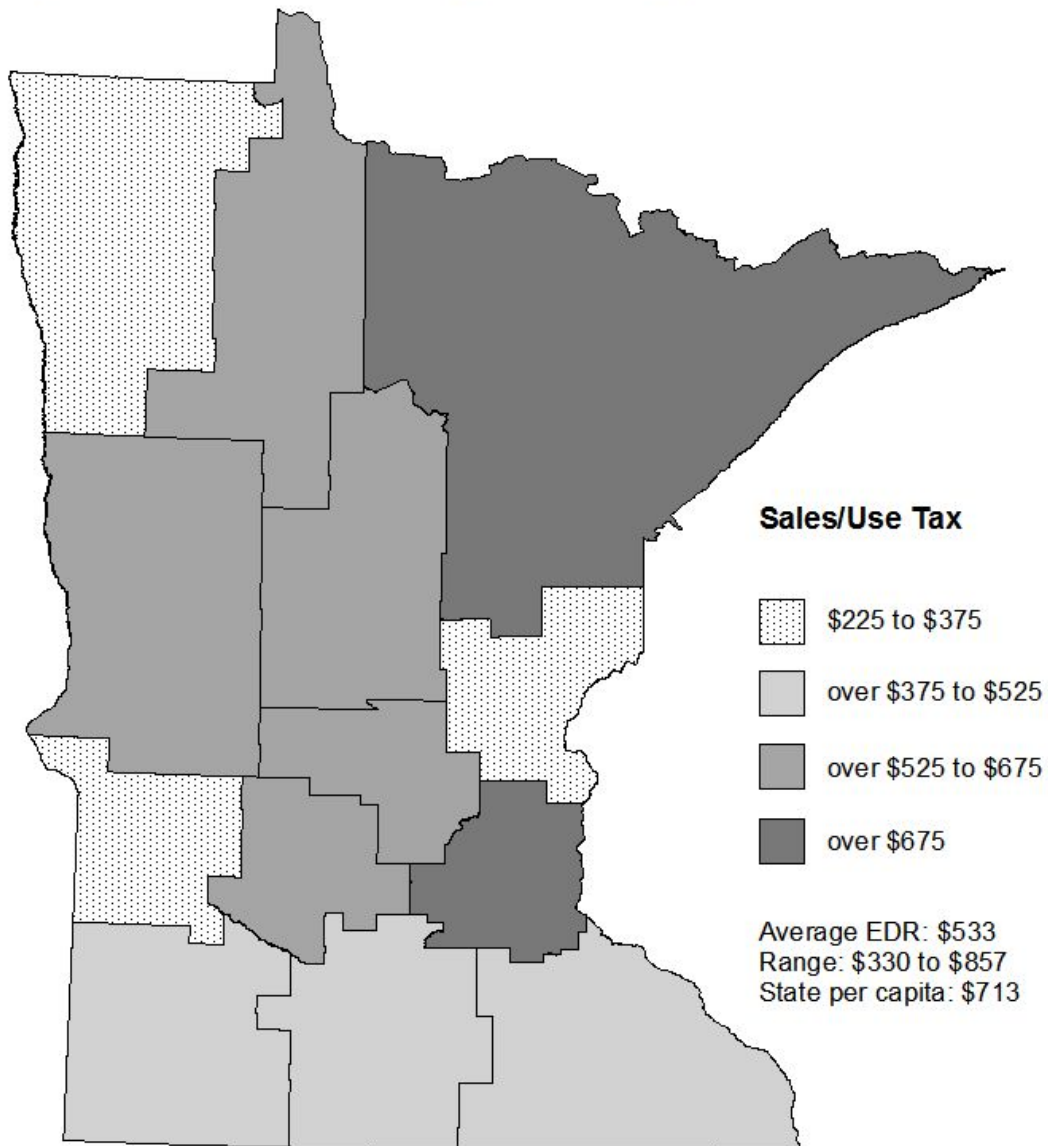 Sales/Use Tax
$225 to $375
over $375 to $525
over $525 to $675
over $675
Average EDR: $533
Range: $330 to $857
State per capita: $713